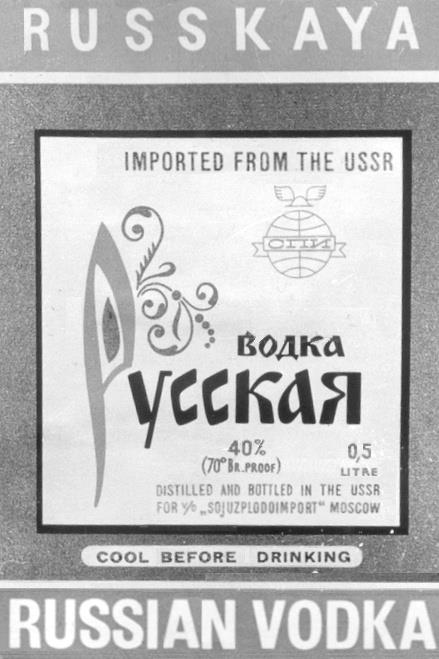 RUSSKAYA
IMPORTED FROM THE USSR
СПИ
ВОДКА
Русская
40%
(70° BR.PROOF)
0,5
LITRE
DISTILLED AND BOTTLED IN THE USSR
FOR V/O „SOJUZPLODOIMPORT" MOSCOW
COOL BEFORE DRINKING
RUSSIAN VODKA